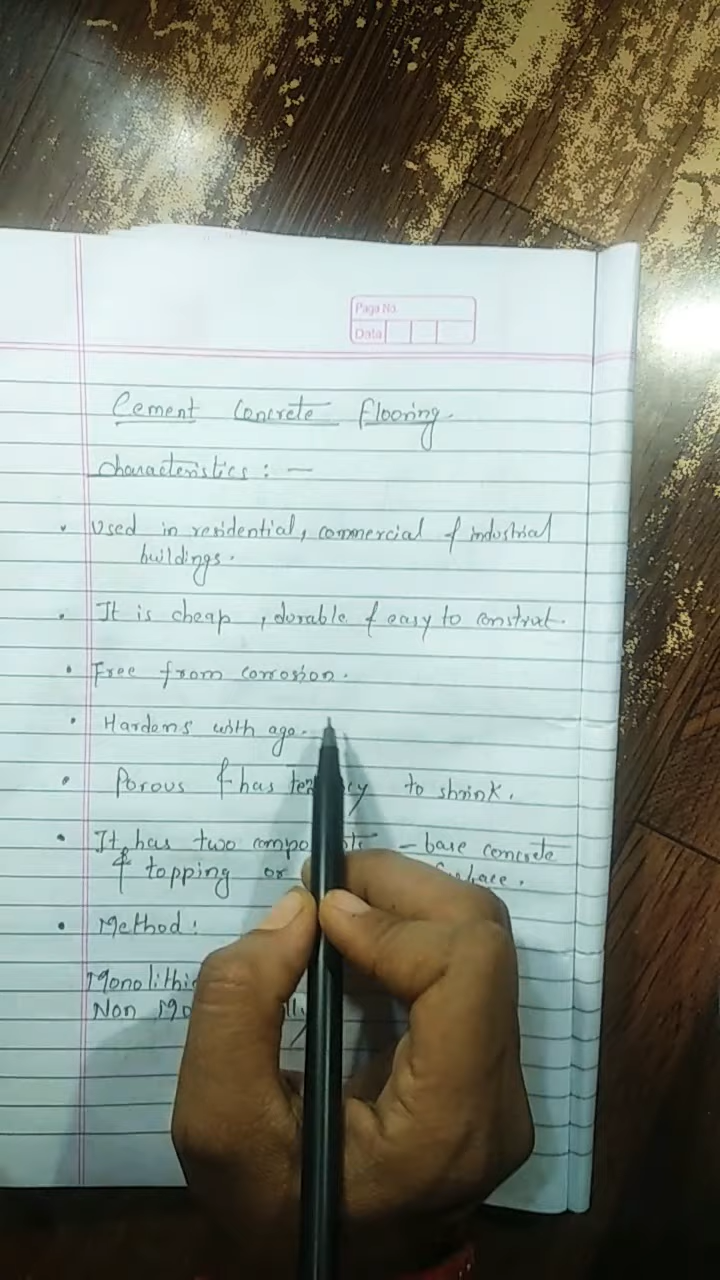 Page No.
Date
Cement Concrete Flooring
Characteristics : —
Used in residential, commercial & industrial
buildings.
It is cheap, durable & easy to construct.
Free from corrosion.
Hardens with age.
Porous & has to shrink.
It has two - base concrete
& topping or
Method :
Non